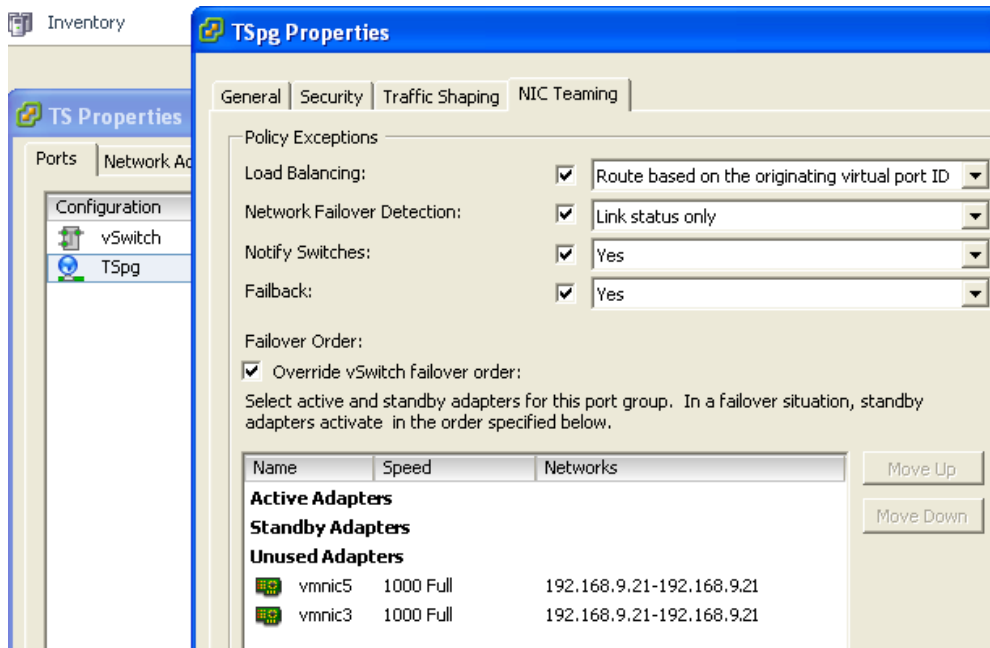 Inventory
TSpg Properties
TS Properties
Ports
Network Ad
Configuration
vSwitch
TSpg
General
Security
Traffic Shaping
NIC Teaming
Policy Exceptions
Load Balancing:
Route based on the originating virtual port ID
Network Failover Detection:
Link status only
Notify Switches:
Yes
Failback:
Yes
Failover Order:
Override vSwitch failover order:
Select active and standby adapters for this port group.  In a failover situation, standby
adapters activate  in the order specified below.
Name Speed Networks
Move Up
Move Down
Active Adapters
Standby Adapters
Unused Adapters
vmnic5 1000 Full 192.168.9.21-192.168.9.21
vmnic3 1000 Full 192.168.9.21-192.168.9.21